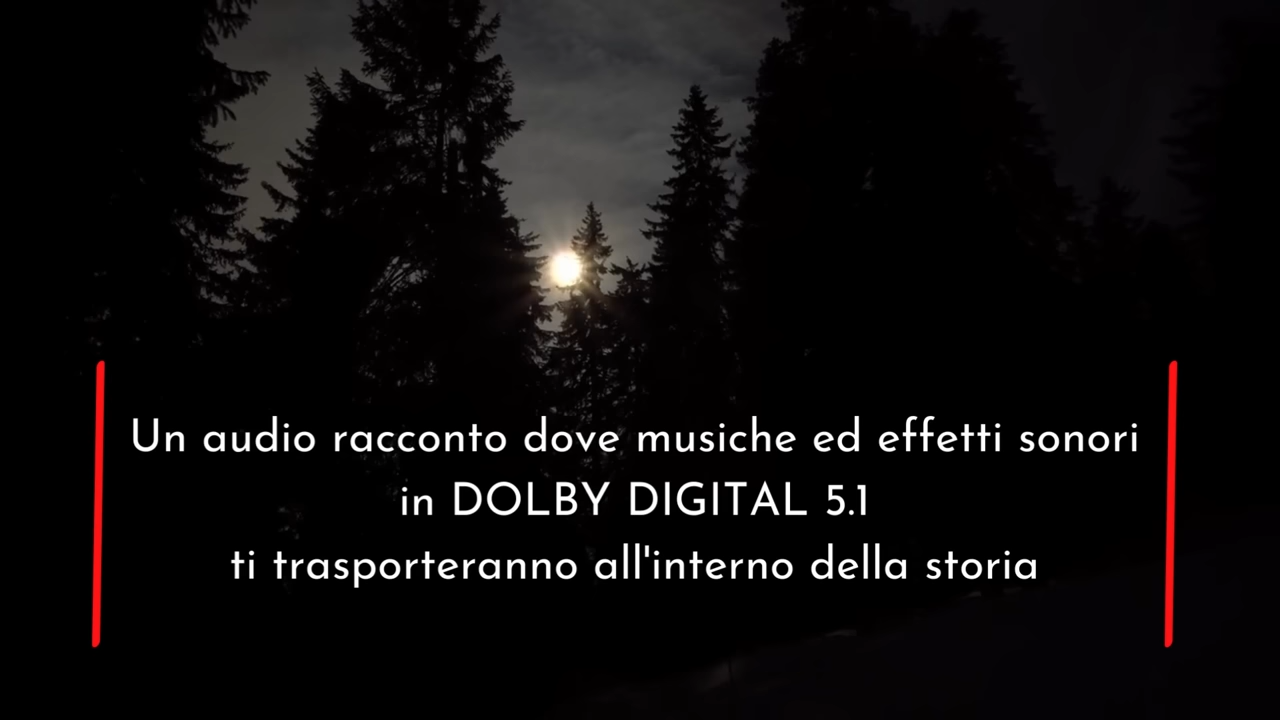 Un audio racconto dove musiche ed effetti sonori
in DOLBY DIGITAL 5.1
ti trasporteranno all'interno della storia